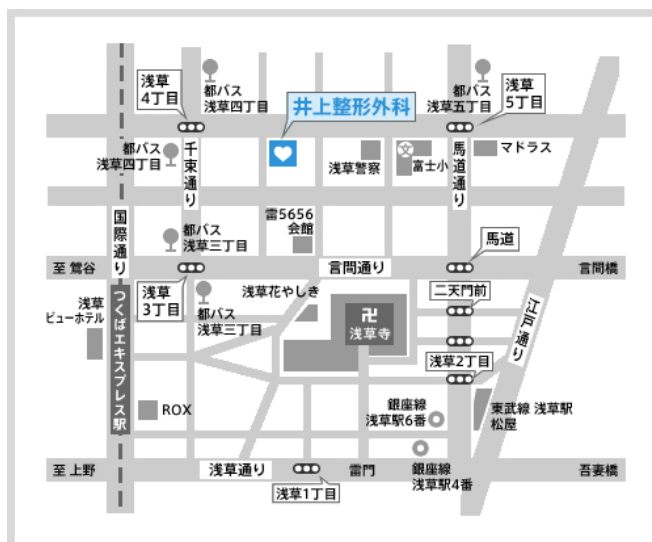 浅草
4丁目
都バス
浅草四丁目
井上整形外科
都バス
浅草五丁目
浅草
5丁目
都バス
浅草四丁目
千束通り
浅草警察
文
富士小
馬道通り
マドラス
国際通り
都バス
浅草三丁目
雷5656
会館
馬道
至 鶯谷
言問通り
言問橋
浅草
3丁目
都バス
浅草三丁目
浅草花やしき
卍
浅草寺
二天門前
江戸通り
浅草
ビューホテル
つくばエキスプレス駅
浅草2丁目
ROX
銀座線
浅草駅6番
東武線 浅草駅
松屋
至 上野
浅草通り
雷門
銀座線
浅草駅4番
吾妻橋
浅草1丁目